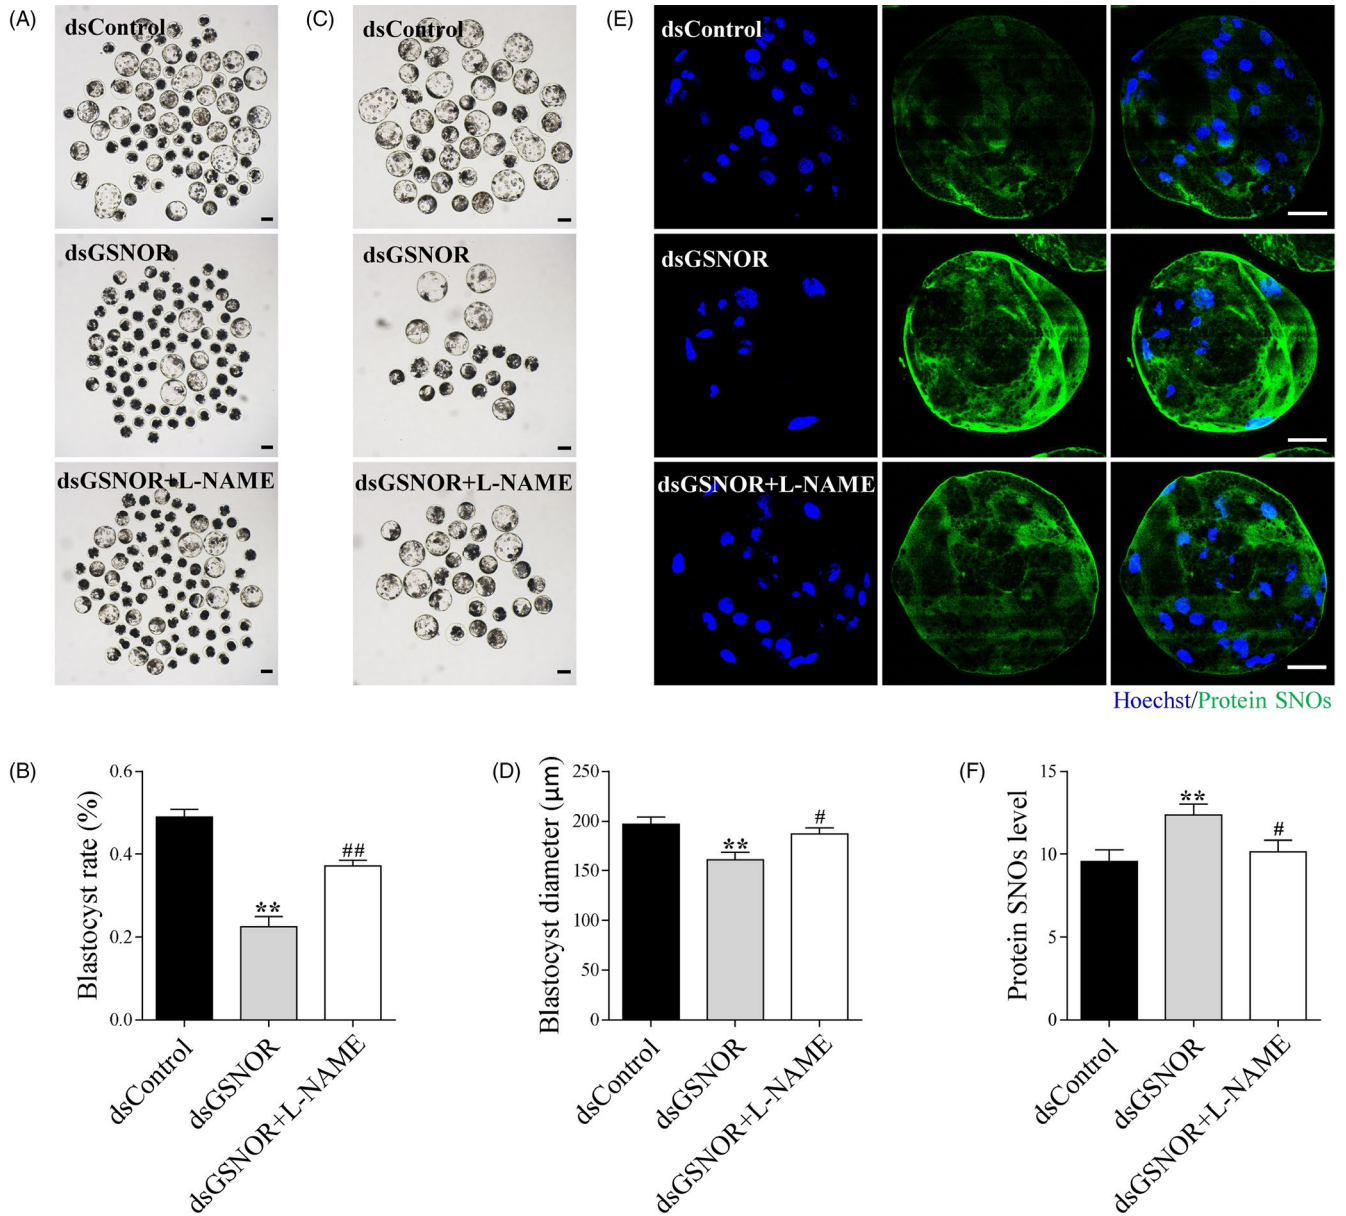 (A)
dsControl
dsGSNOR
dsGSNOR+L-NAME
(C)
dsControl
dsGSNOR
dsGSNOR+L-NAME
(E)
dsControl
dsGSNOR
dsGSNOR+L-NAME
Hoechst/Protein SNOs
(B)
Blastocyst rate (%)
0.6
0.4
0.2
0.0
**
##
dsControl
dsGSNOR
dsGSNOR+L-NAME
(D)
Blastocyst diameter (μm)
250
200
150
100
50
0
**
#
dsControl
dsGSNOR
dsGSNOR+L-NAME
(F)
Protein SNOs level
15
10
5
0
**
#
dsControl
dsGSNOR
dsGSNOR+L-NAME